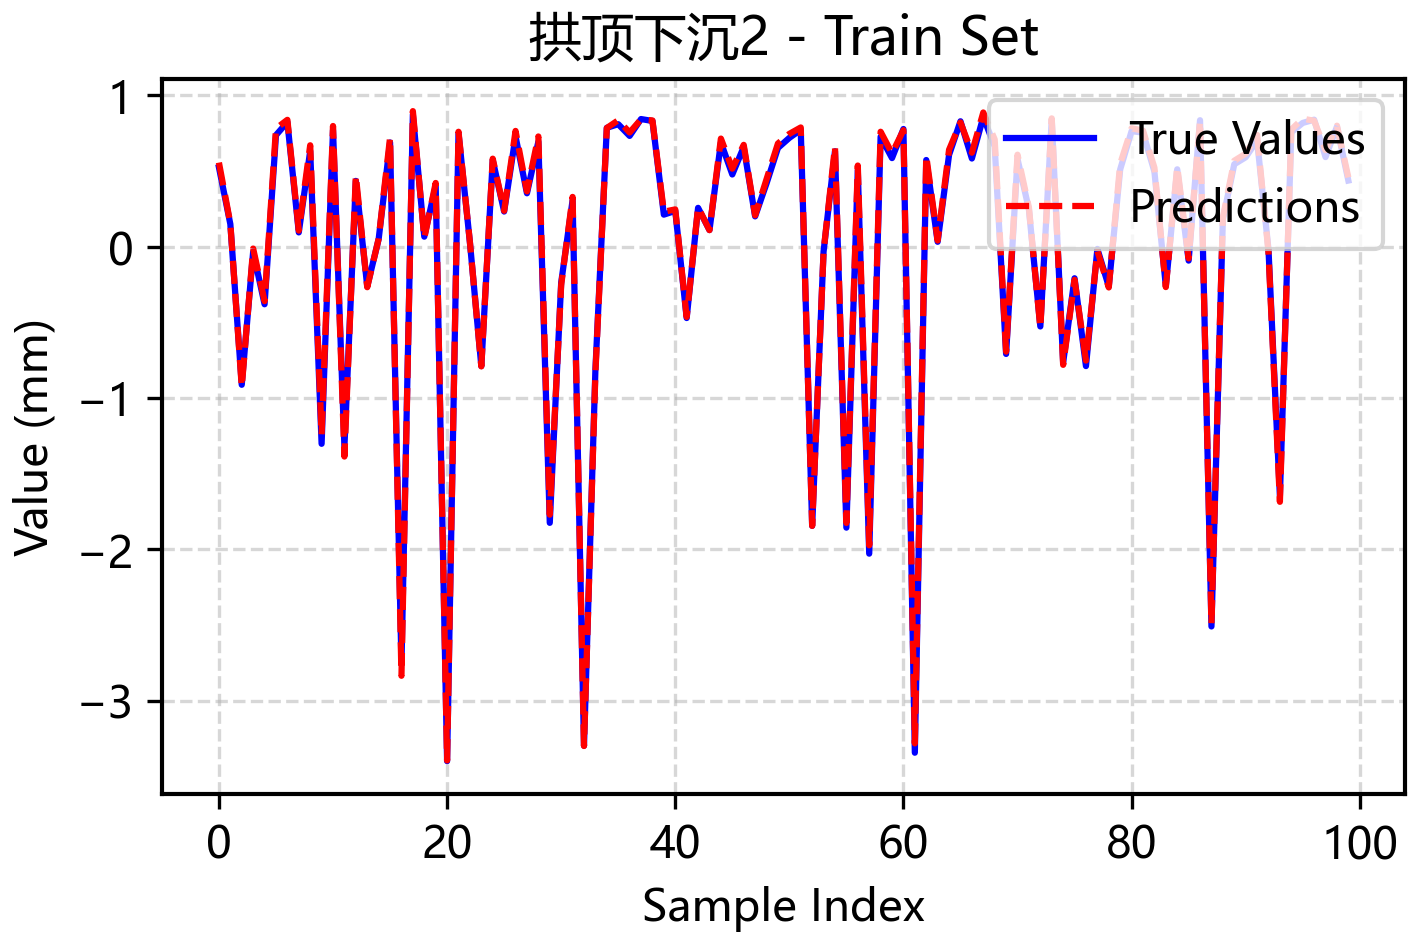 拱顶下沉2 - Train Set
True Values
Predictions
Value (mm)
1
0
−1
−2
−3
0 20 40 60 80 100
Sample Index